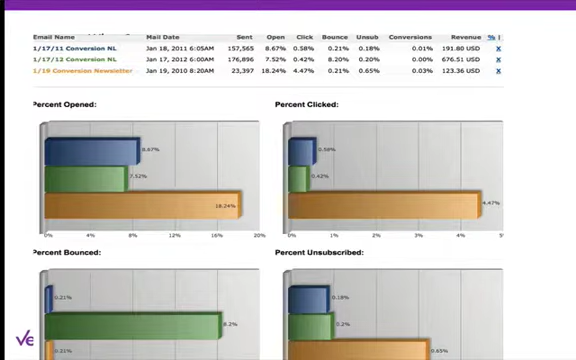 Email Name Mail Date Sent Open Click Bounce Unsub Conversions Revenue %
1/17/11 Conversion NL Jan 18, 2011 6:05AM 157,565 8.67% 0.58% 0.21% 0.18% 0.01% 191.80 USD X
1/17/12 Conversion NL Jan 17, 2012 6:00AM 176,896 7.52% 0.42% 8.20% 0.20% 0.00% 676.51 USD X
1/19 Conversion Newsletter Jan 19, 2010 8:20AM 23,397 18.24% 4.47% 0.21% 0.65% 0.03% 123.36 USD X
Percent Opened: Percent Clicked:
8.67% 0.58%
7.52% 0.42%
18.24% 4.47%
0% 4% 8% 12% 16% 20% 0% 1% 2% 3% 4% 5%
Percent Bounced: Percent Unsubscribed:
0.21% 0.18%
8.2% 0.2%
0.21% 0.65%